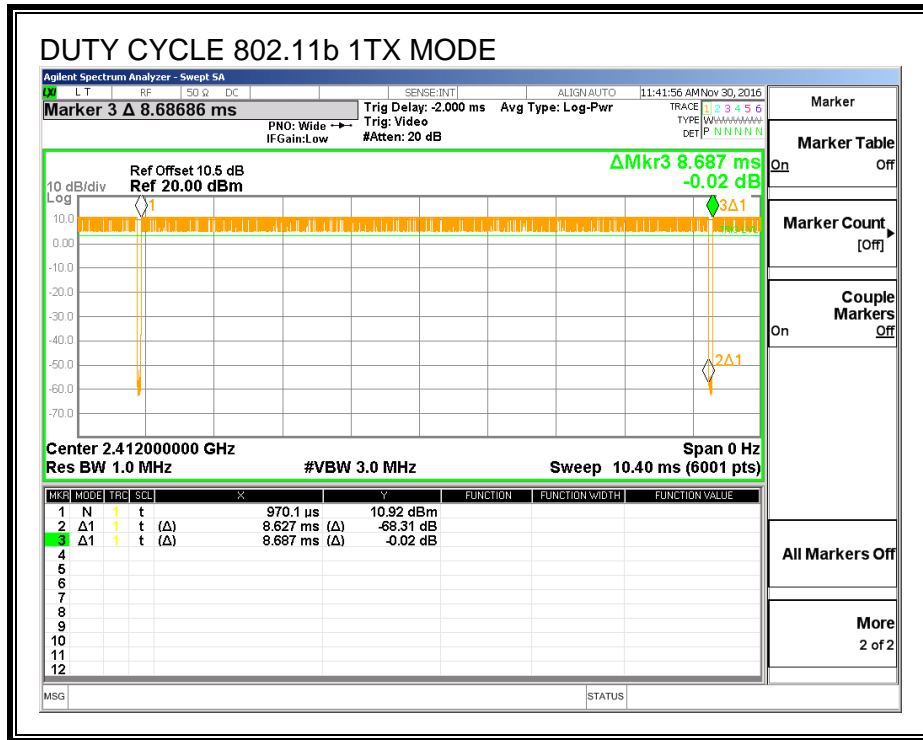 DUTY CYCLE 802.11b 1TX MODE
Agilent Spectrum Analyzer - Swept SA
LXI L T RF 50 Ω DC SENSE:INT ALIGN AUTO 11:41:56 AM Nov 30, 2016
Marker 3 Δ 8.68686 ms
PNO: Wide
IFGain:Low
Trig Delay: -2.000 ms
Trig: Video
#Atten: 20 dB
Avg Type: Log-Pwr
TRACE 1 2 3 4 5 6
TYPE WWWWWW
DET P N N N N N
Marker
Marker Table
On Off
Marker Count
[Off]
Couple
Markers
On Off
All Markers Off
More
2 of 2
ΔMkr3 8.687 ms
-0.02 dB
Ref Offset 10.5 dB
10 dB/div Ref 20.00 dBm
Log
1
3Δ1
10.0
TRIG LVL
0.00
-10.0
-20.0
-30.0
-40.0
-50.0
2Δ1
-60.0
-70.0
Center 2.412000000 GHz Span 0 Hz
Res BW 1.0 MHz #VBW 3.0 MHz Sweep 10.40 ms (6001 pts)
MKR MODE TRC SCL X Y FUNCTION FUNCTION WIDTH FUNCTION VALUE
1 N 1 t 970.1 µs 10.92 dBm
2 Δ1 1 t (Δ) 8.627 ms (Δ) -68.31 dB
3 Δ1 1 t (Δ) 8.687 ms (Δ) -0.02 dB
4
5
6
7
8
9
10
11
12
MSG STATUS